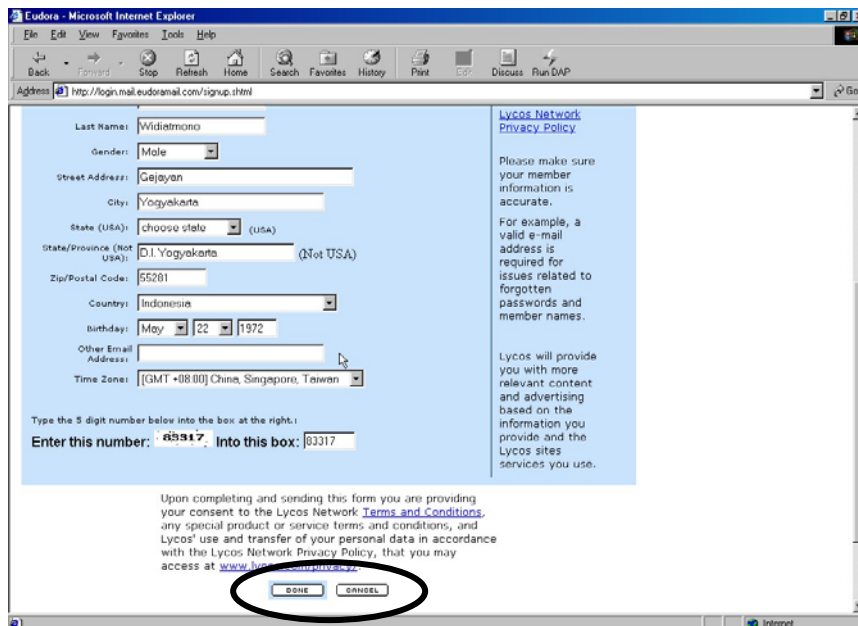 Eudora - Microsoft Internet Explorer
File Edit View Favorites Tools Help
Back Forward Stop Refresh Home Search Favorites History Print Edit Discuss Run DAP
Address http://login.mail.eudoramail.com/signup.shtml Go
Last Name: Widiatmono
Gender: Male
Street Address: Gejayan
City: Yogyakarta
State (USA): choose state (USA)
State/Province (Not USA): D.I. Yogyakarta (Not USA)
Zip/Postal Code: 55281
Country: Indonesia
Birthday: May 22 1972
Other Email Address:
Time Zone: [GMT +08:00] China, Singapore, Taiwan
Type the 5 digit number below into the box at the right.:
Enter this number: 83317 Into this box: 83317
Lycos Network
Privacy Policy
Please make sure
your member
information is
accurate.
For example, a
valid e-mail
address is
required for
issues related to
forgotten
passwords and
member names.
Lycos will provide
you with more
relevant content
and advertising
based on the
information you
provide and the
Lycos sites
services you use.
Upon completing and sending this form you are providing
your consent to the Lycos Network Terms and Conditions,
any special product or service terms and conditions, and
Lycos' use and transfer of your personal data in accordance
with the Lycos Network Privacy Policy, that you may
access at www.lycos.com/privacy/.
DONE CANCEL
Internet